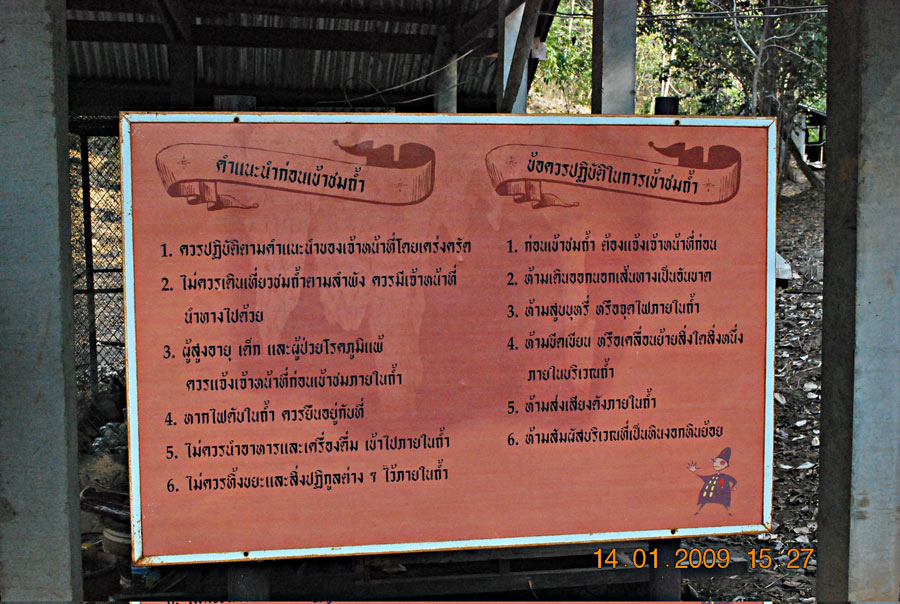 คำแนะนำก่อนเข้าชมถ้ำ
1. ควรปฏิบัติตามคำแนะนำของเจ้าหน้าที่โดยเคร่งครัด
2. ไม่ควรเดินเที่ยวชมถ้ำตามลำพัง ควรมีเจ้าหน้าที่
นำทางไปด้วย
3. ผู้สูงอายุ เด็ก และผู้ป่วยโรคภูมิแพ้
ควรแจ้งเจ้าหน้าที่ก่อนเข้าชมภายในถ้ำ
4. หากไฟดับในถ้ำ ควรยืนอยู่กับที่
5. ไม่ควรนำอาหารและเครื่องดื่ม เข้าไปภายในถ้ำ
6. ไม่ควรทิ้งขยะและสิ่งปฏิกูลต่าง ๆ ไว้ภายในถ้ำ
ข้อควรปฏิบัติในการเข้าชมถ้ำ
1. ก่อนเข้าชมถ้ำ ต้องแจ้งเจ้าหน้าที่ก่อน
2. ห้ามเดินออกนอกเส้นทางเป็นอันขาด
3. ห้ามสูบบุหรี่ หรือจุดไฟภายในถ้ำ
4. ห้ามขีดเขียน หรือเคลื่อนย้ายสิ่งใดสิ่งหนึ่ง
ภายในบริเวณถ้ำ
5. ห้ามส่งเสียงดังภายในถ้ำ
6. ห้ามสัมผัสบริเวณที่เป็นหินงอกหินย้อย
14 01 2009 15 27